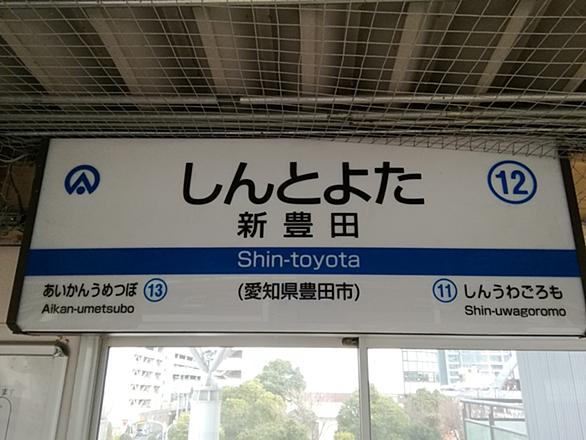 しんとよた
12
新豊田
Shin-toyota
あいかんうめつぼ 13
Aikan-umetsubo
(愛知県豊田市)
11 しんうわごろも
Shin-uwagoromo